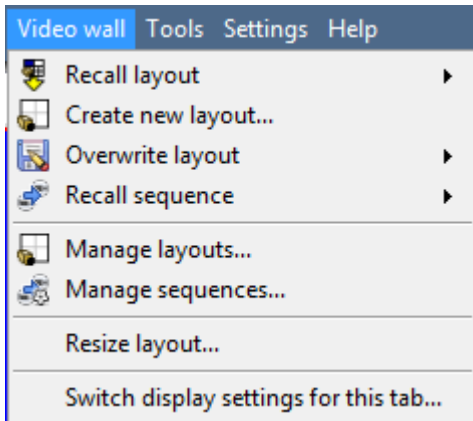 Video wall Tools Settings Help
Recall layout
Create new layout...
Overwrite layout
Recall sequence
Manage layouts...
Manage sequences...
Resize layout...
Switch display settings for this tab...